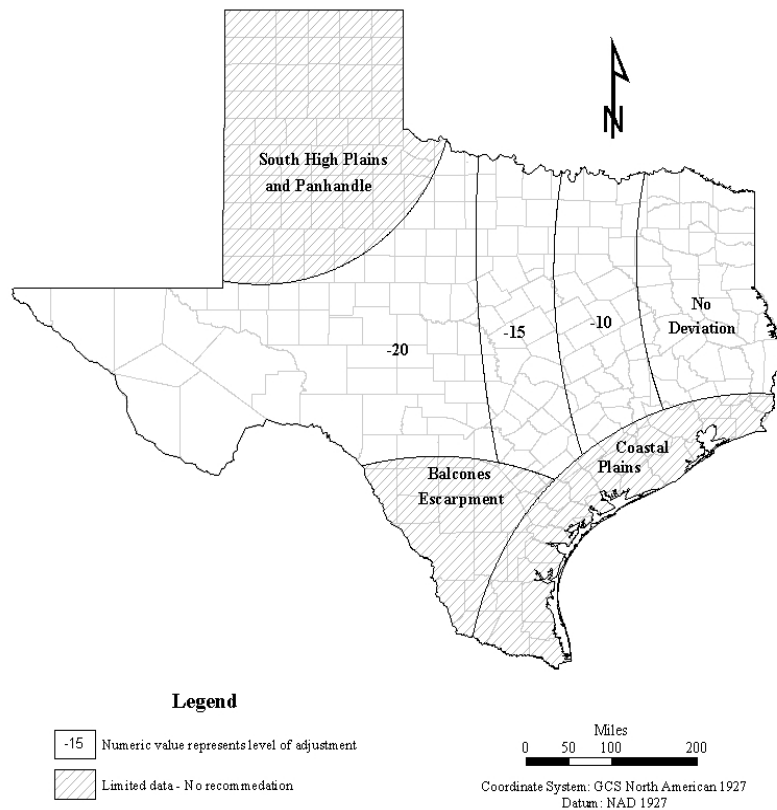 N
South High Plains
and Panhandle
No
Deviation
-10
-15
-20
Coastal
Plains
Balcones
Escarpment
Legend
-15 Numeric value represents level of adjustment
Limited data - No recommedation
Miles
0 50 100 200
Coordinate System: GCS North American 1927
Datum: NAD 1927